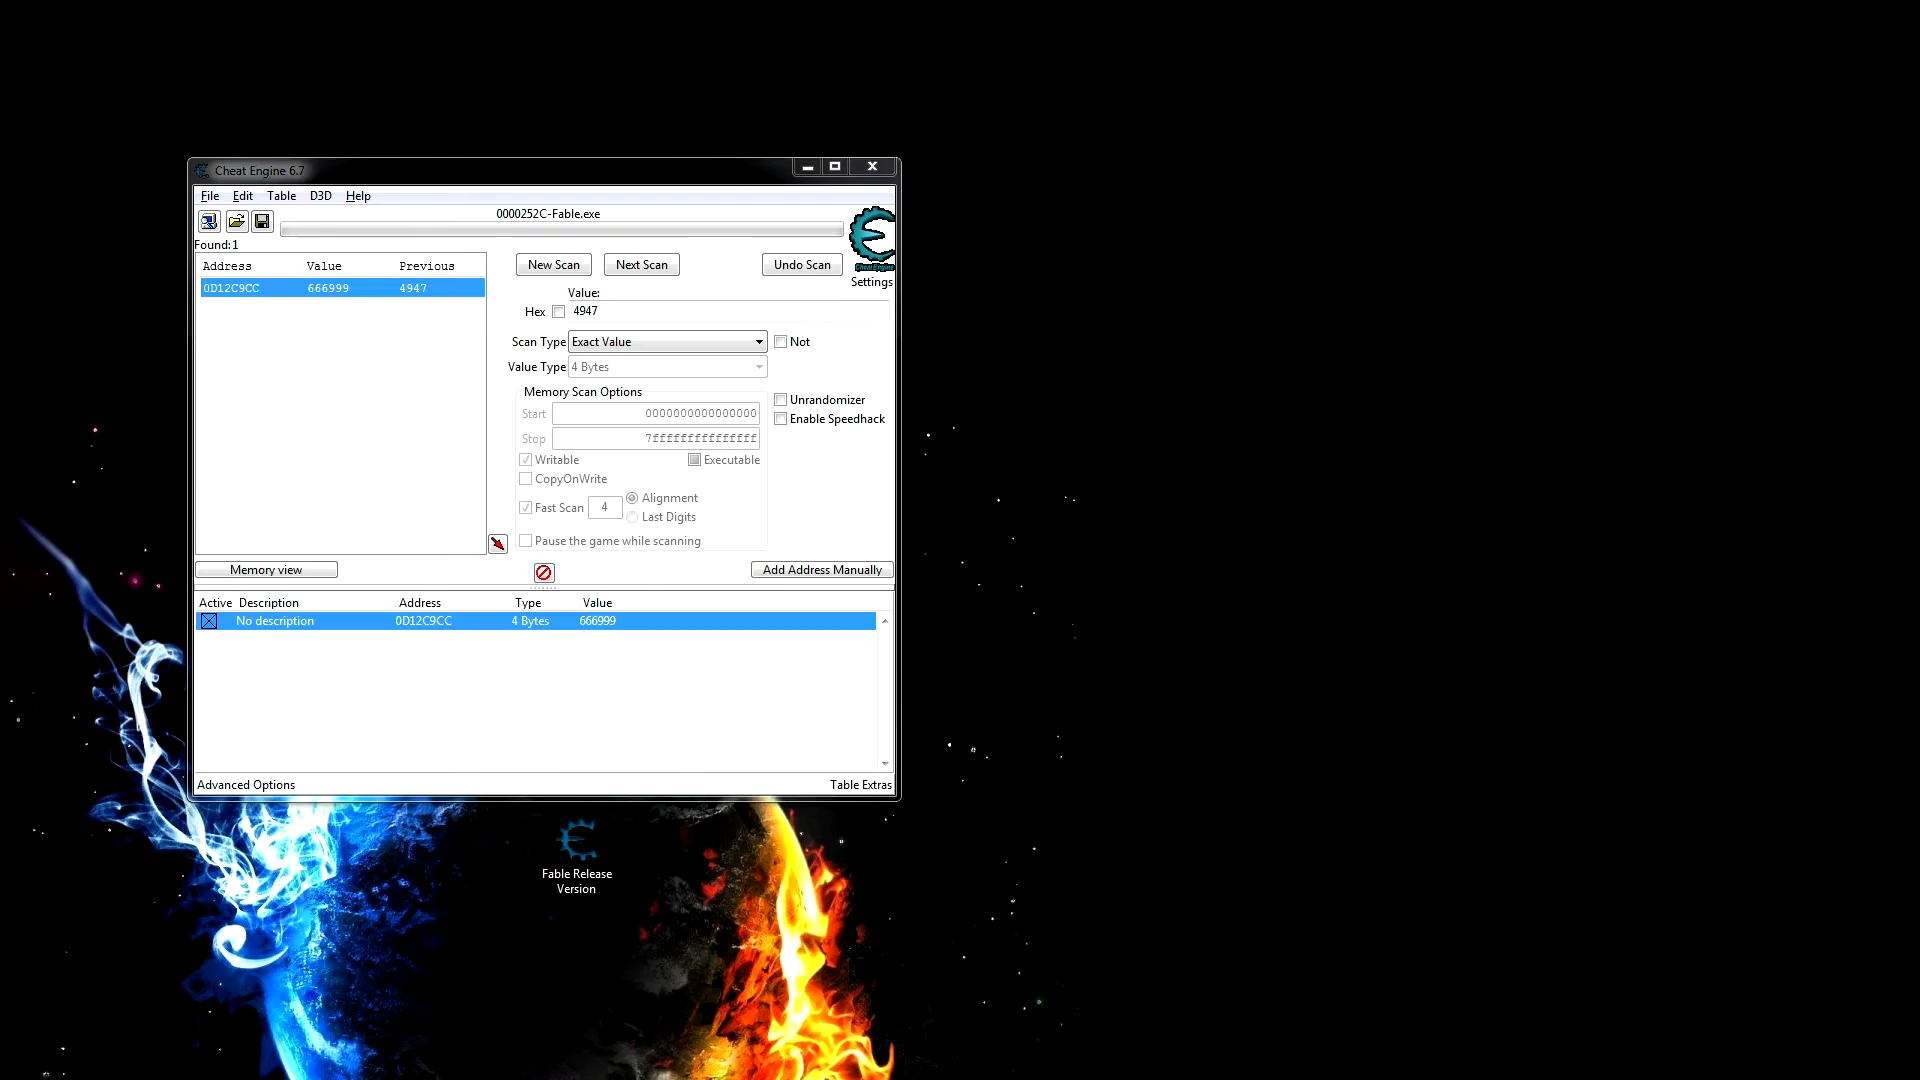 Cheat Engine 6.7
File Edit Table D3D Help
0000252C-Fable.exe
Found:1
Address Value Previous
0D12C9CC 666999 4947
New Scan Next Scan Undo Scan
Cheat Engine
Settings
Value:
Hex 4947
Scan Type Exact Value Not
Value Type 4 Bytes
Memory Scan Options
Unrandomizer
Start 0000000000000000
Enable Speedhack
Stop 7fffffffffffffff
Writable Executable
CopyOnWrite
Fast Scan 4 Alignment
Last Digits
Pause the game while scanning
Memory view Add Address Manually
Active Description Address Type Value
No description 0D12C9CC 4 Bytes 666999
Advanced Options Table Extras
Fable Release
Version